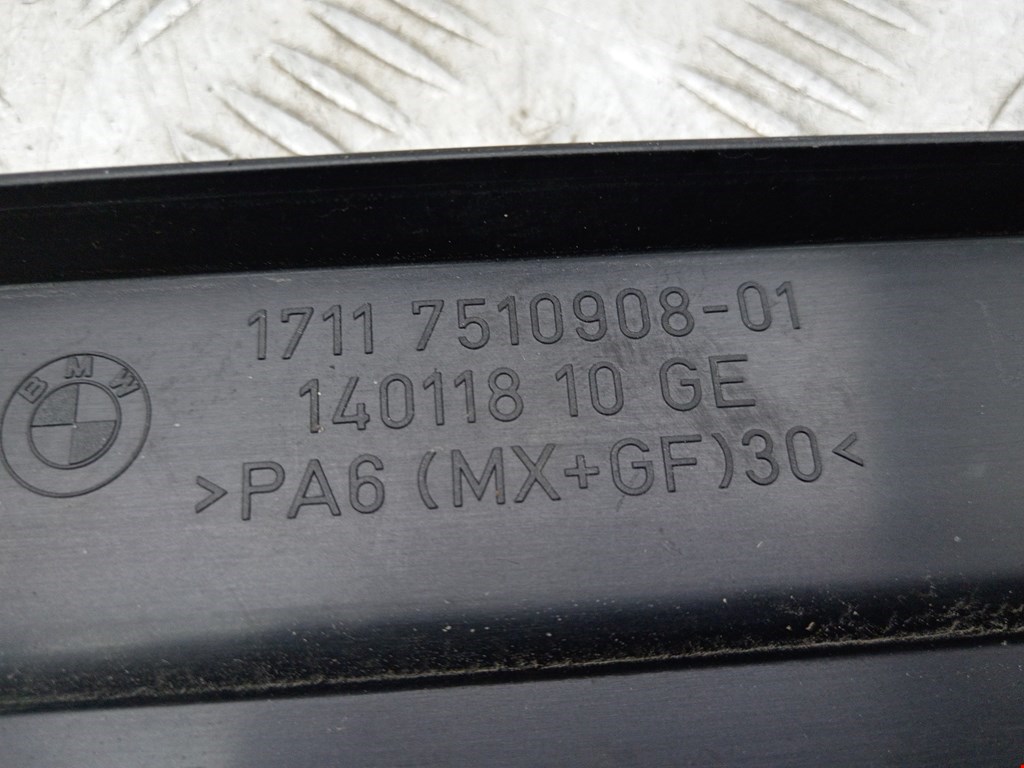 BMW
1711 7510908-01
140118 10 GE
>PA6 (MX+GF)30<